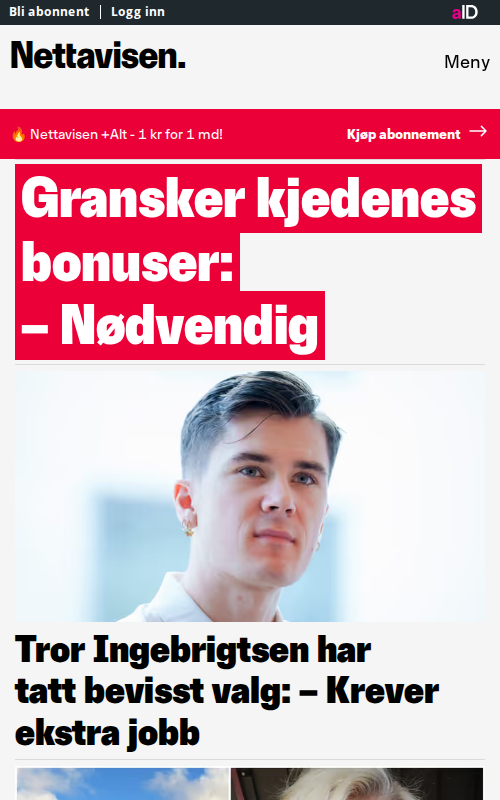 Bli abonnent | Logg inn
aID
Nettavisen.
Meny
🔥 Nettavisen +Alt - 1 kr for 1 md!
Kjøp abonnement →
Gransker kjedenes
bonuser:
– Nødvendig
Tror Ingebrigtsen har
tatt bevisst valg: – Krever
ekstra jobb